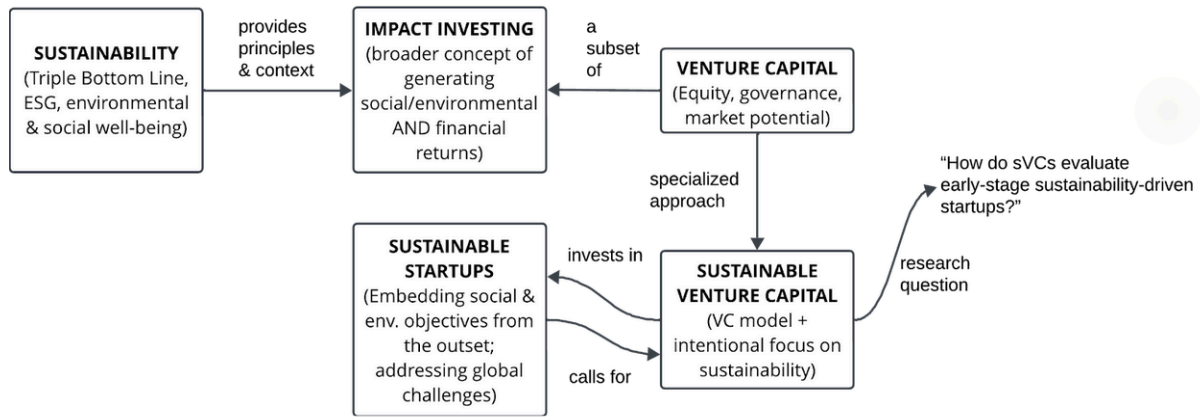 SUSTAINABILITY
(Triple Bottom Line,
ESG, environmental
& social well-being)
provides
principles
& context
IMPACT INVESTING
(broader concept of
generating
social/environmental
AND financial
returns)
a
subset
of
VENTURE CAPITAL
(Equity, governance,
market potential)
specialized
approach
SUSTAINABLE
STARTUPS
(Embedding social &
env. objectives from
the outset;
addressing global
challenges)
invests in
calls for
SUSTAINABLE
VENTURE CAPITAL
(VC model +
intentional focus on
sustainability)
research
question
“How do sVCs evaluate
early-stage sustainability-driven
startups?”